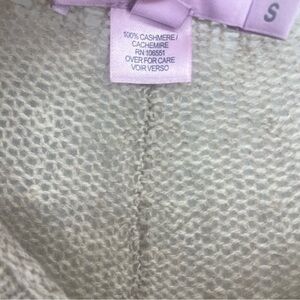 S
100% CASHMERE/
CACHEMIRE
RN 106551
OVER FOR CARE
VOIR VERSO